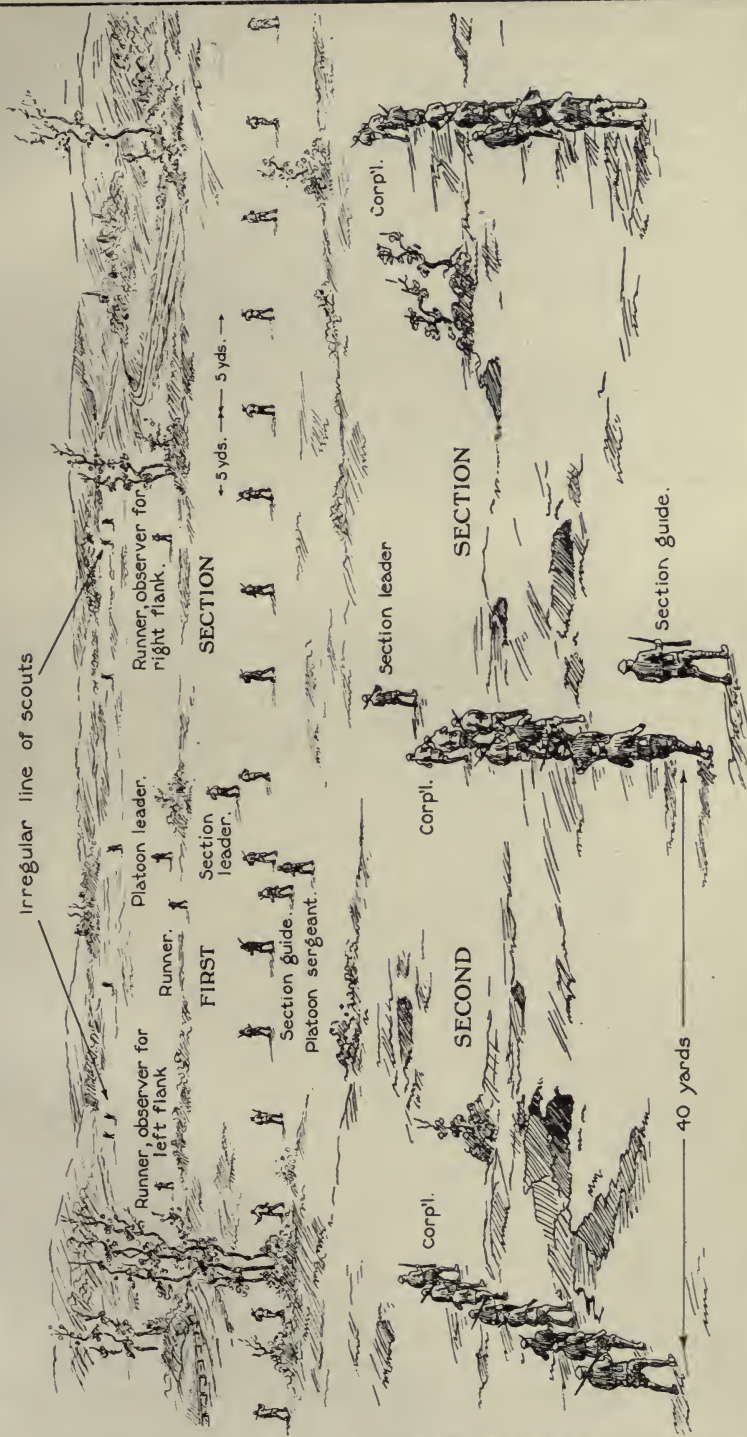 Irregular line of scouts
Platoon leader.
Runner, observer for
left flank
Runner.
Runner, observer for
right flank.
FIRST
Section
leader.
SECTION
← 5 yds. →← 5 yds. →
Section guide.
Platoon sergeant.
Section leader
Corp'l.
Corp'l.
Corp'l.
SECOND
SECTION
Section guide.
40 yards